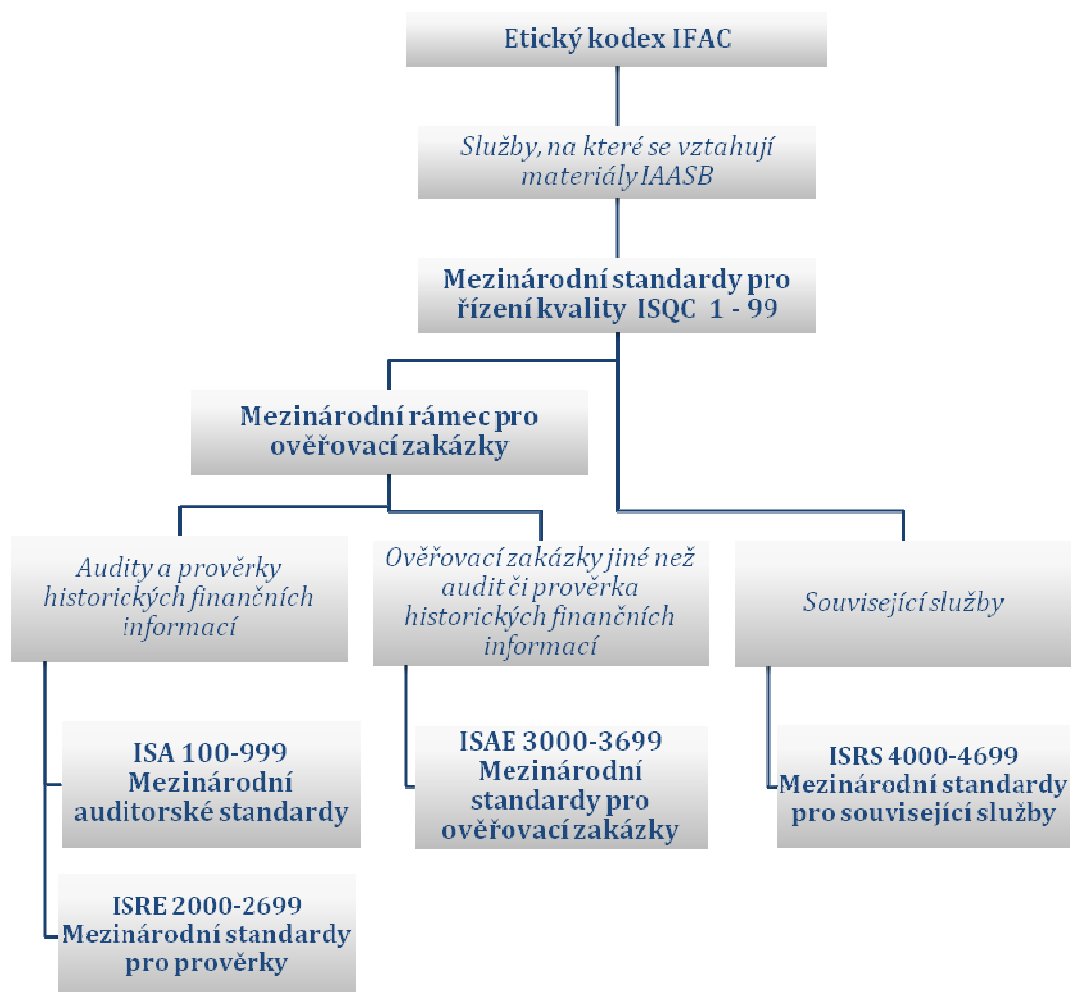 Etický kodex IFAC
Služby, na které se vztahují
materiály IAASB
Mezinárodní standardy pro
řízení kvality ISQC 1 - 99
Mezinárodní rámec pro
ověřovací zakázky
Audity a prověrky
historických finančních
informací
Ověřovací zakázky jiné než
audit či prověrka
historických finančních
informací
Související služby
ISA 100-999
Mezinárodní
auditorské standardy
ISAE 3000-3699
Mezinárodní
standardy pro
ověřovací zakázky
ISRS 4000-4699
Mezinárodní standardy
pro související služby
ISRE 2000-2699
Mezinárodní standardy
pro prověrky